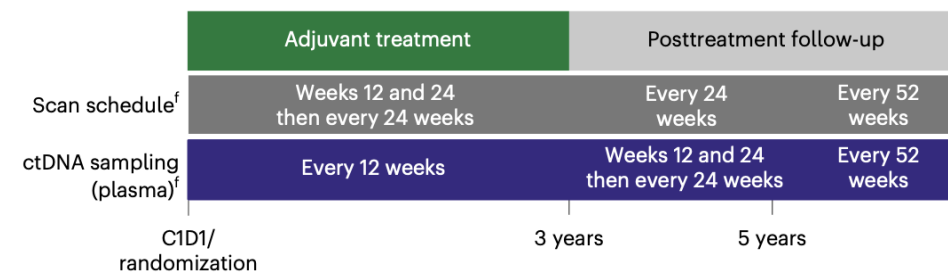 Adjuvant treatment
Posttreatment follow-up
Scan schedule^f
Weeks 12 and 24
then every 24 weeks
Every 24
weeks
Every 52
weeks
ctDNA sampling
(plasma)^f
Every 12 weeks
Weeks 12 and 24
then every 24 weeks
Every 52
weeks
C1D1/
randomization
3 years
5 years